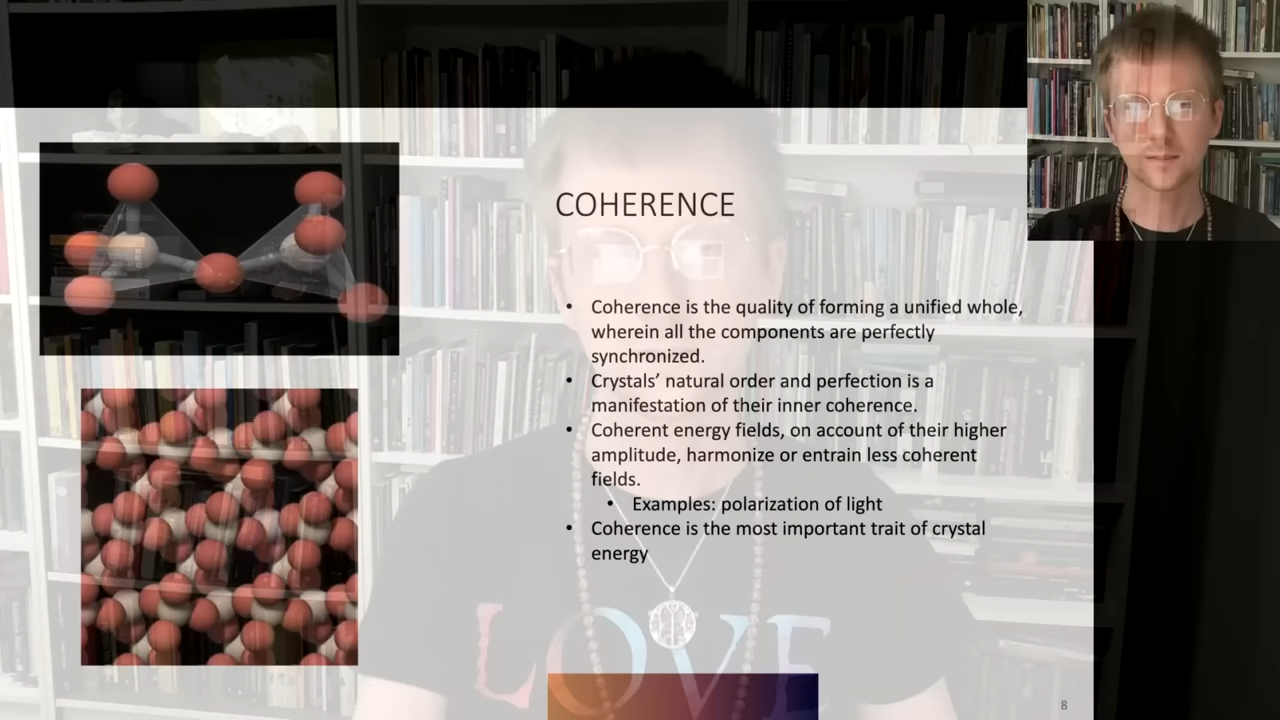 COHERENCE
• Coherence is the quality of forming a unified whole,
wherein all the components are perfectly
synchronized.
• Crystals’ natural order and perfection is a
manifestation of their inner coherence.
• Coherent energy fields, on account of their higher
amplitude, harmonize or entrain less coherent
fields.
• Examples: polarization of light
• Coherence is the most important trait of crystal
energy
LOVE
8